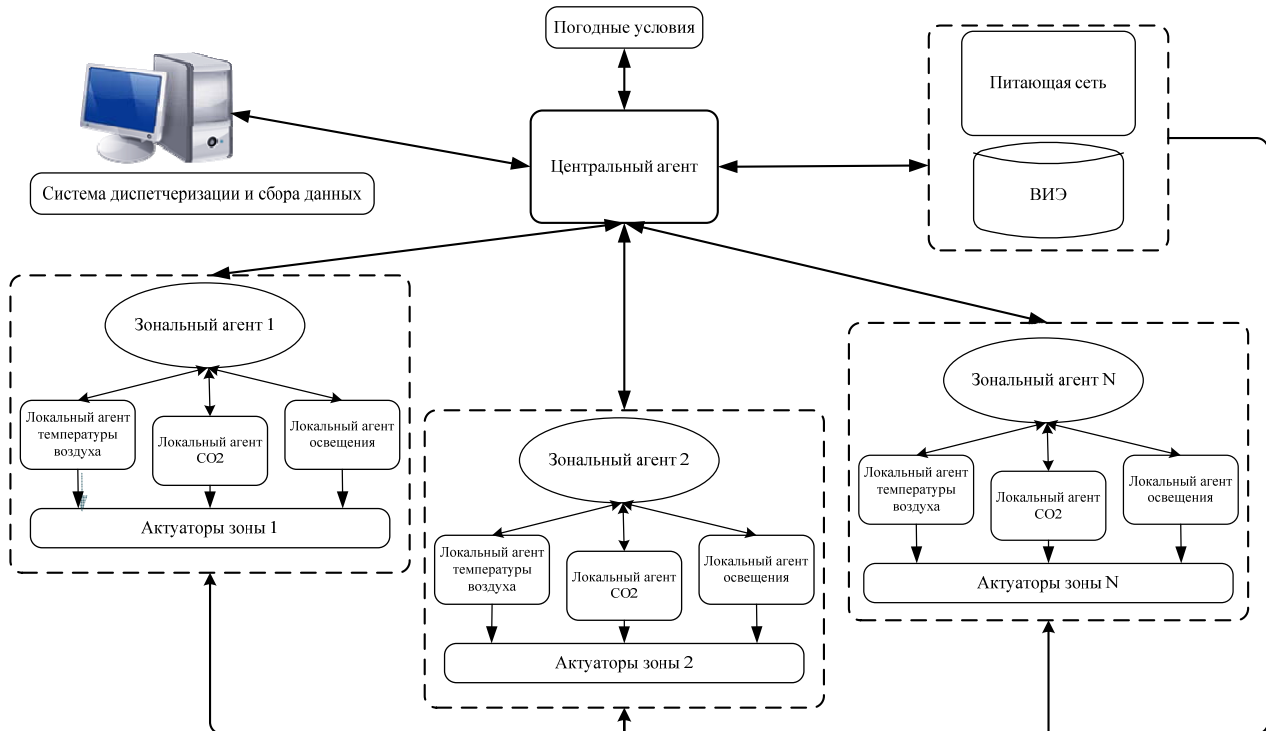 Погодные условия
Питающая сеть
ВИЭ
Центральный агент
Система диспетчеризации и сбора данных
Зональный агент 1
Локальный агент
температуры
воздуха
Локальный агент
CO2
Локальный агент
освещения
Актуаторы зоны 1
Зональный агент 2
Локальный агент
температуры
воздуха
Локальный агент
CO2
Локальный агент
освещения
Актуаторы зоны 2
Зональный агент N
Локальный агент
температуры
воздуха
Локальный агент
CO2
Локальный агент
освещения
Актуаторы зоны N